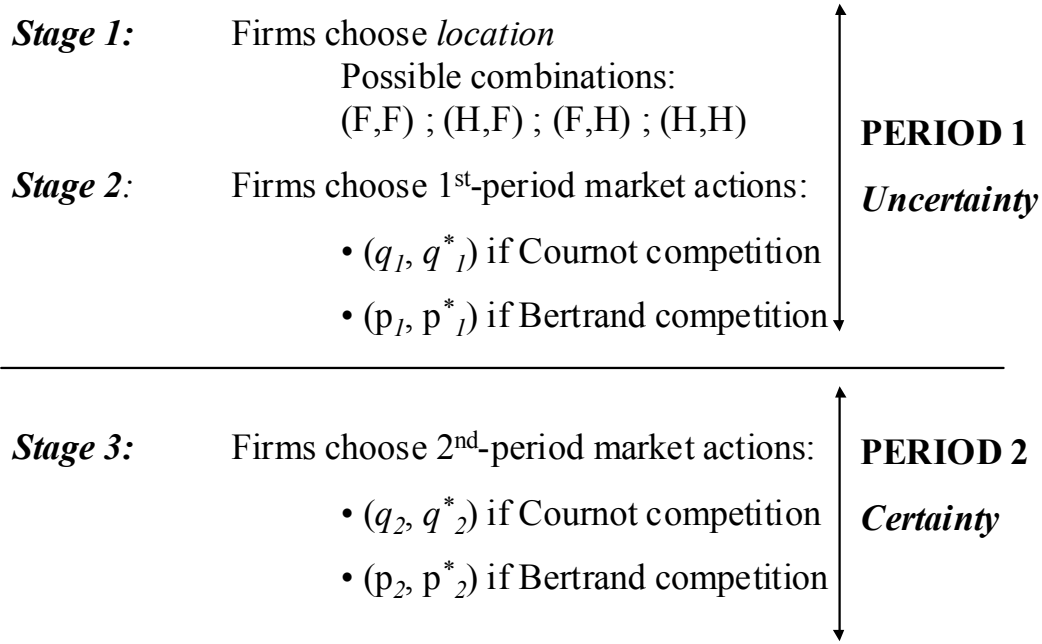 Stage 1: Firms choose location
Possible combinations:
(F,F) ; (H,F) ; (F,H) ; (H,H)
PERIOD 1
Stage 2: Firms choose 1st-period market actions:
Uncertainty
• (q1, q*1) if Cournot competition
• (p1, p*1) if Bertrand competition
Stage 3: Firms choose 2nd-period market actions:
PERIOD 2
• (q2, q*2) if Cournot competition
Certainty
• (p2, p*2) if Bertrand competition